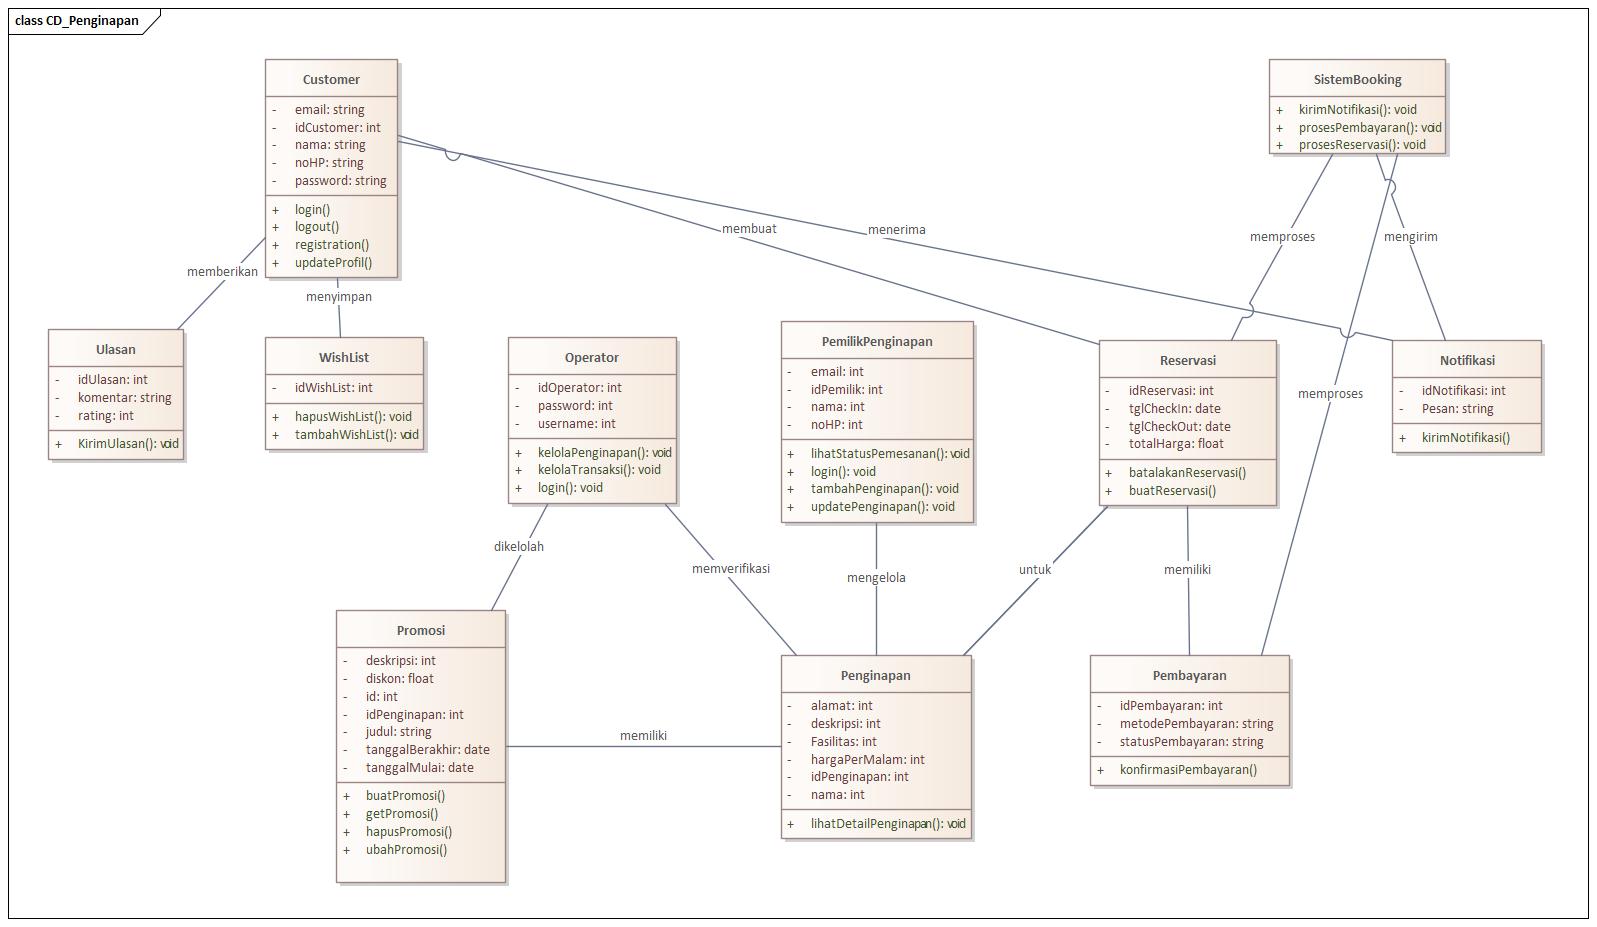 class CD_Penginapan
Customer
- email: string
- idCustomer: int
- nama: string
- noHP: string
- password: string
+ login()
+ logout()
+ registration()
+ updateProfil()
SistemBooking
+ kirimNotifikasi(): void
+ prosesPembayaran(): void
+ prosesReservasi(): void
membuat
menerima
memproses
mengirim
memberikan
menyimpan
Ulasan
- idUlasan: int
- komentar: string
- rating: int
+ KirimUlasan(): void
WishList
- idWishList: int
+ hapusWishList(): void
+ tambahWishList(): void
Operator
- idOperator: int
- password: int
- username: int
+ kelolaPenginapan(): void
+ kelolaTransaksi(): void
+ login(): void
PemilikPenginapan
- email: int
- idPemilik: int
- nama: int
- noHP: int
+ lihatStatusPemesanan(): void
+ login(): void
+ tambahPenginapan(): void
+ updatePenginapan(): void
Reservasi
- idReservasi: int
- tglCheckIn: date
- tglCheckOut: date
- totalHarga: float
+ batalakanReservasi()
+ buatReservasi()
memproses
Notifikasi
- idNotifikasi: int
- Pesan: string
+ kirimNotifikasi()
dikelolah
memverifikasi
mengelola
untuk
memiliki
Promosi
- deskripsi: int
- diskon: float
- id: int
- idPenginapan: int
- judul: string
- tanggalBerakhir: date
- tanggalMulai: date
+ buatPromosi()
+ getPromosi()
+ hapusPromosi()
+ ubahPromosi()
memiliki
Penginapan
- alamat: int
- deskripsi: int
- Fasilitas: int
- hargaPerMalam: int
- idPenginapan: int
- nama: int
+ lihatDetailPenginapan(): void
Pembayaran
- idPembayaran: int
- metodePembayaran: string
- statusPembayaran: string
+ konfirmasiPembayaran()